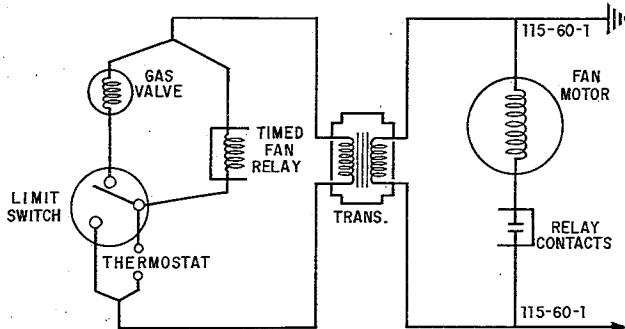 115-60-1
GAS
VALVE
FAN
MOTOR
TIMED
FAN
RELAY
LIMIT
SWITCH
TRANS.
RELAY
CONTACTS
THERMOSTAT
115-60-1